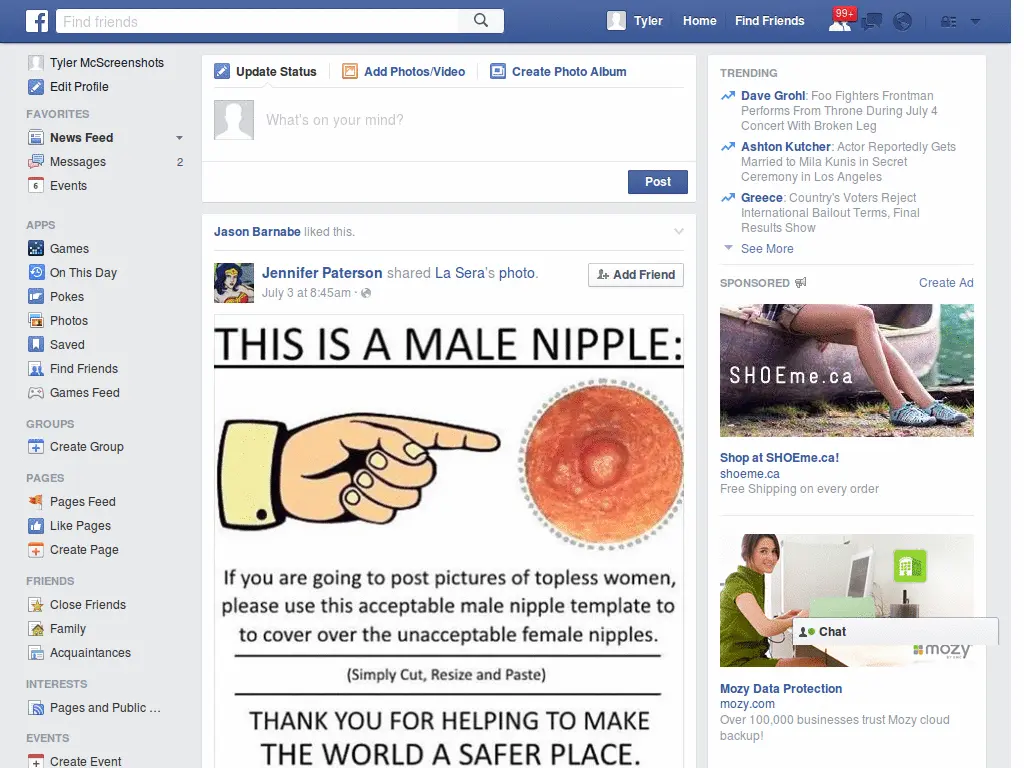 Find friends
Tyler
Home
Find Friends
99+
Tyler McScreenshots
Edit Profile
FAVORITES
News Feed
Messages 2
6 Events
APPS
Games
On This Day
Pokes
Photos
Saved
Find Friends
Games Feed
GROUPS
Create Group
PAGES
Pages Feed
Like Pages
Create Page
FRIENDS
Close Friends
Family
Acquaintances
INTERESTS
Pages and Public ...
EVENTS
Create Event
Update Status
Add Photos/Video
Create Photo Album
What's on your mind?
Post
Jason Barnabe liked this.
Jennifer Paterson shared La Sera's photo.
July 3 at 8:45am ·
Add Friend
THIS IS A MALE NIPPLE:
If you are going to post pictures of topless women,
please use this acceptable male nipple template to
to cover over the unacceptable female nipples.
(Simply Cut, Resize and Paste)
THANK YOU FOR HELPING TO MAKE
THE WORLD A SAFER PLACE.
TRENDING
Dave Grohl: Foo Fighters Frontman
Performs From Throne During July 4
Concert With Broken Leg
Ashton Kutcher: Actor Reportedly Gets
Married to Mila Kunis in Secret
Ceremony in Los Angeles
Greece: Country's Voters Reject
International Bailout Terms, Final
Results Show
See More
SPONSORED
Create Ad
SHOEme.ca
Shop at SHOEme.ca!
shoeme.ca
Free Shipping on every order
Chat
mozy
Mozy Data Protection
mozy.com
Over 100,000 businesses trust Mozy cloud
backup!